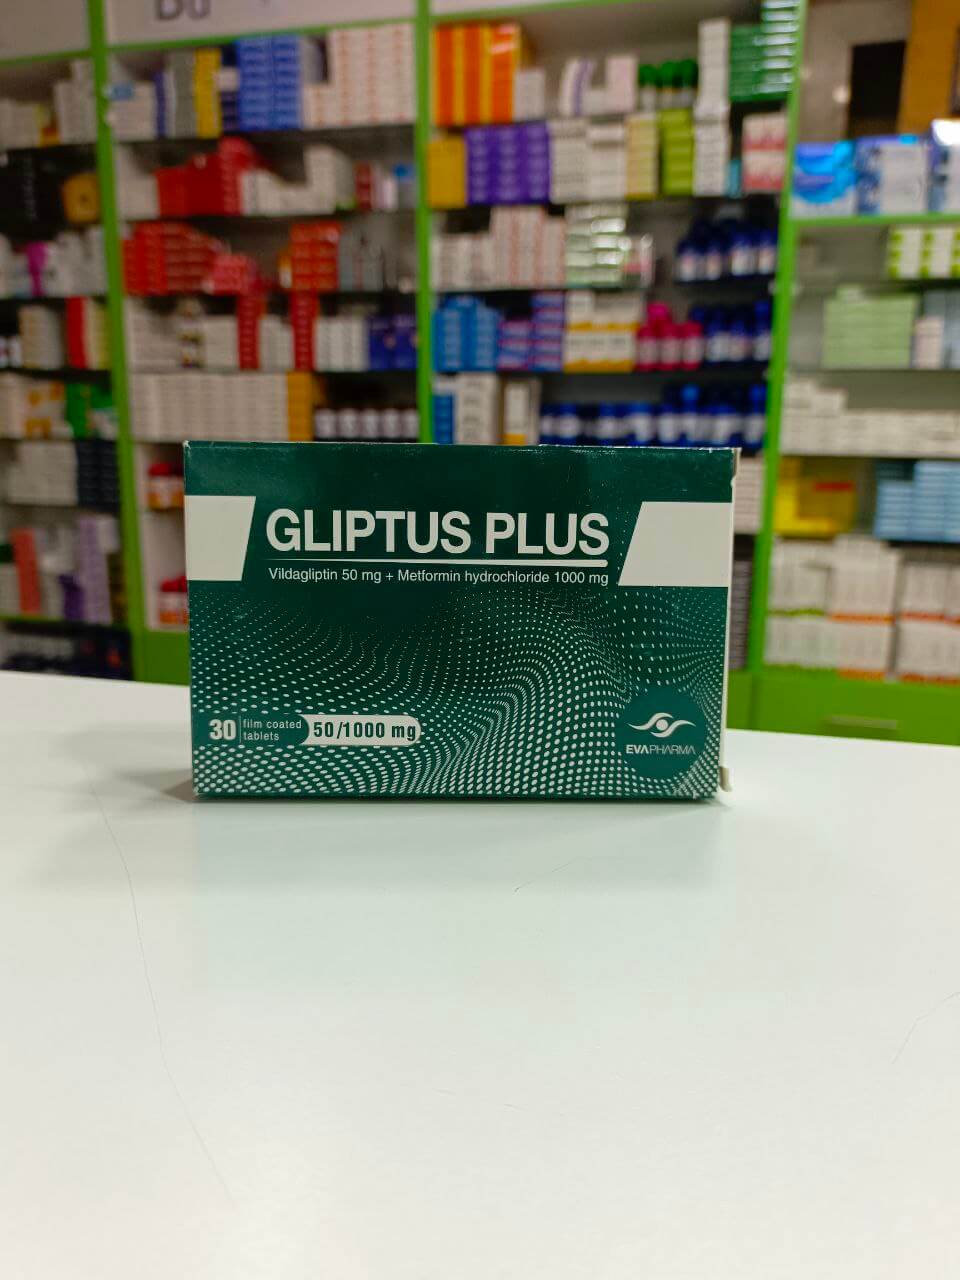 GLIPTUS PLUS
Vildagliptin 50 mg + Metformin hydrochloride 1000 mg
30 film coated
tablets
50/1000 mg
EVAPHARMA